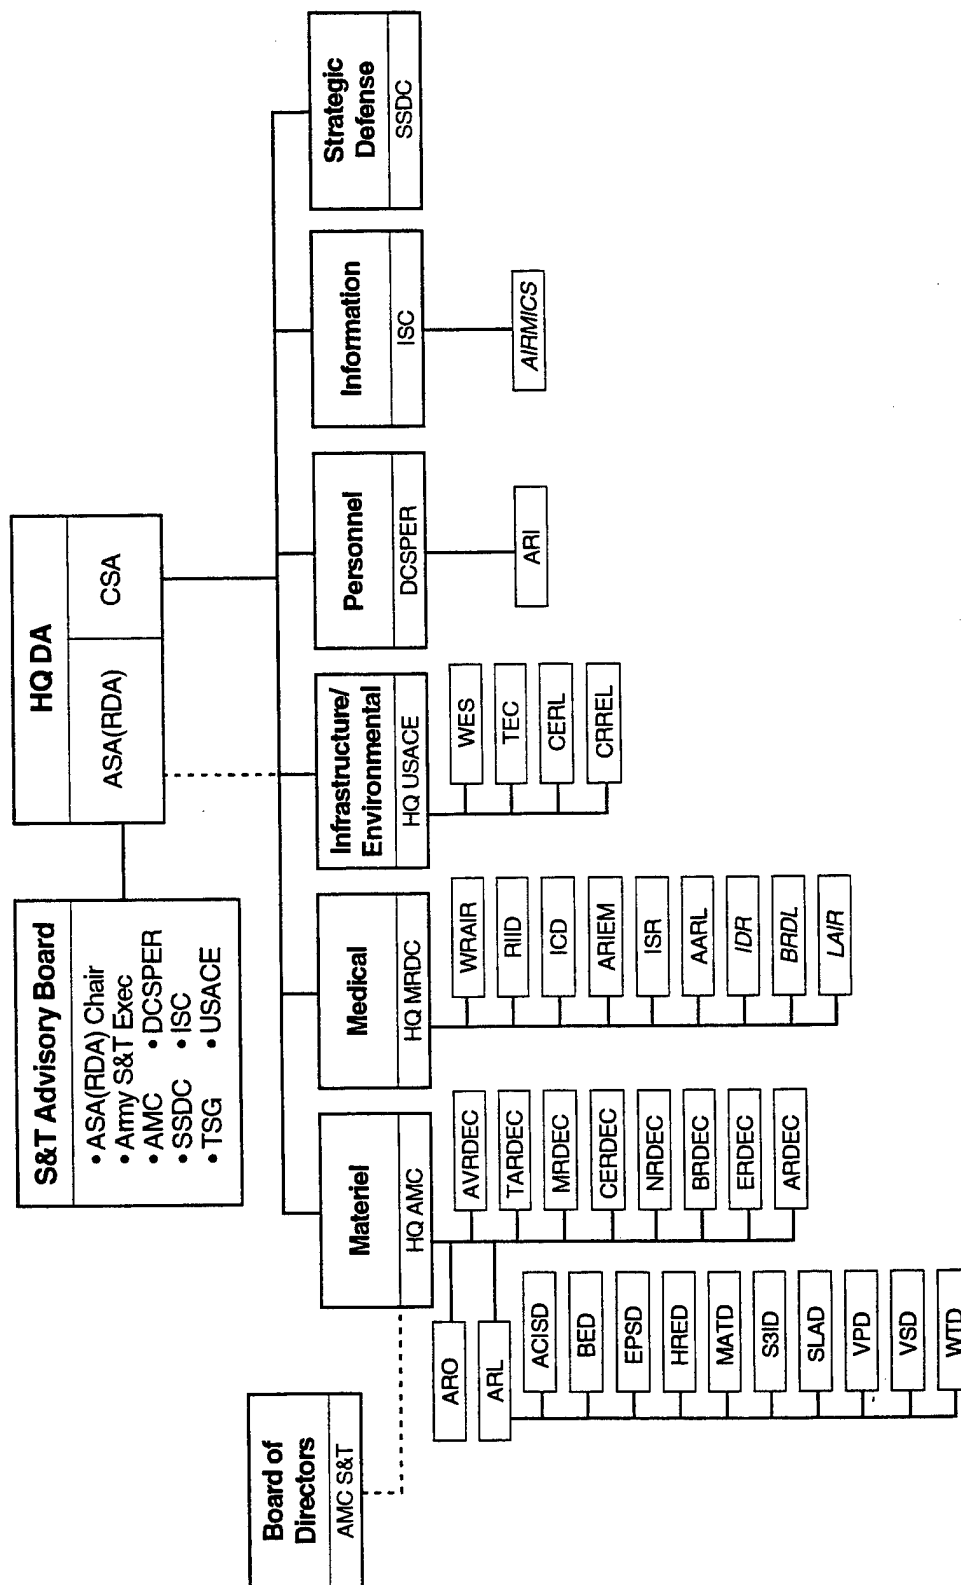 HQ DA
ASA(RDA)
CSA
S&T Advisory Board
• ASA(RDA) Chair
• Army S&T Exec
• AMC • DCSPER
• SSDC • ISC
• TSG • USACE
Board of
Directors
AMC S&T
Materiel
HQ AMC
ARO
ARL
ACISD
BED
EPSD
HRED
MATD
S3ID
SLAD
VPD
VSD
WTD
AVRDEC
TARDEC
MRDEC
CERDEC
NRDEC
BRDEC
ERDEC
ARDEC
Medical
HQ MRDC
WRAIR
RIID
ICD
ARIEM
ISR
AARL
IDR
BRDL
LAIR
Infrastructure/
Environmental
HQ USACE
WES
TEC
CERL
CRREL
Personnel
DCSPER
ARI
Information
ISC
AIRMICS
Strategic
Defense
SSDC